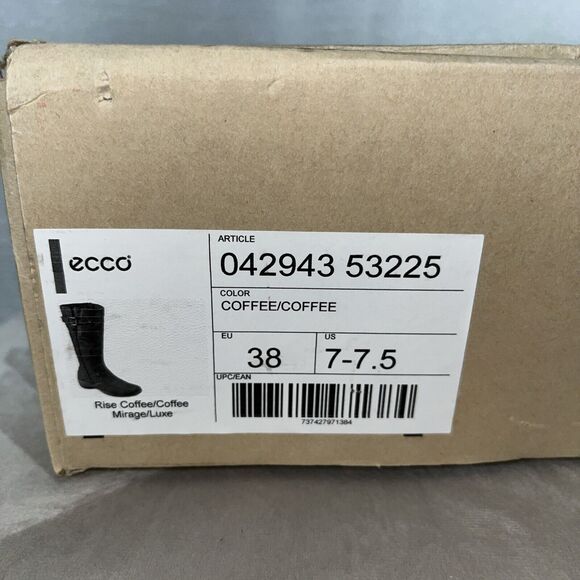 ecco
Rise Coffee/Coffee
Mirage/Luxe
ARTICLE
042943 53225
COLOR
COFFEE/COFFEE
EU
38
US
7-7.5
UPC/EAN
737427971384